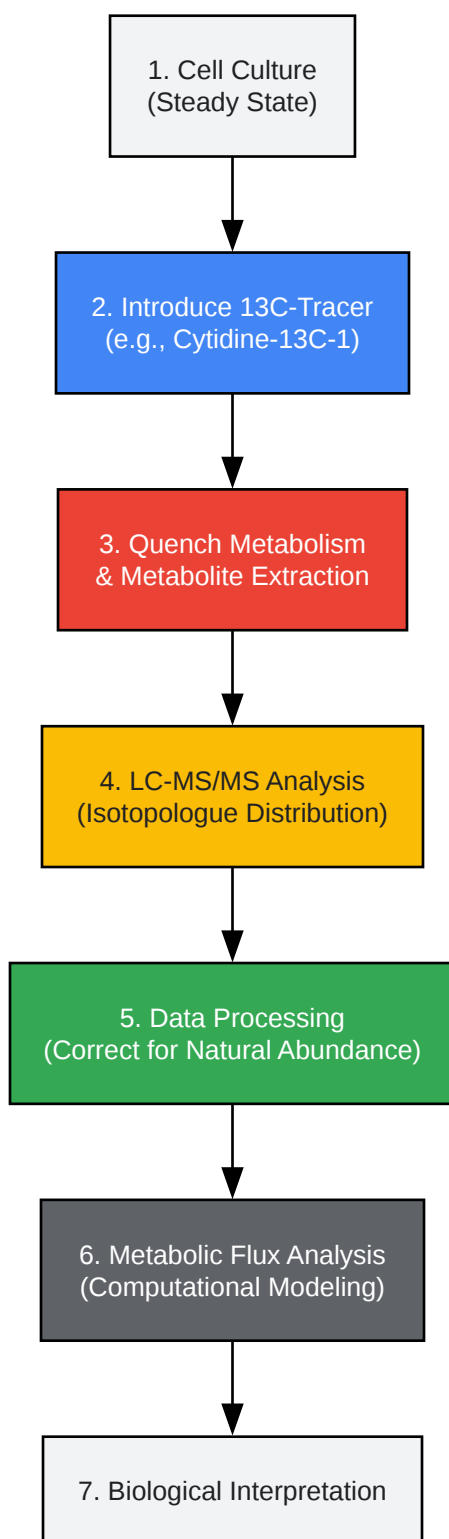 1. Cell Culture
(Steady State)
2. Introduce 13C-Tracer
(e.g., Cytidine-13C-1)
3. Quench Metabolism
& Metabolite Extraction
4. LC-MS/MS Analysis
(Isotopologue Distribution)
5. Data Processing
(Correct for Natural Abundance)
6. Metabolic Flux Analysis
(Computational Modeling)
7. Biological Interpretation